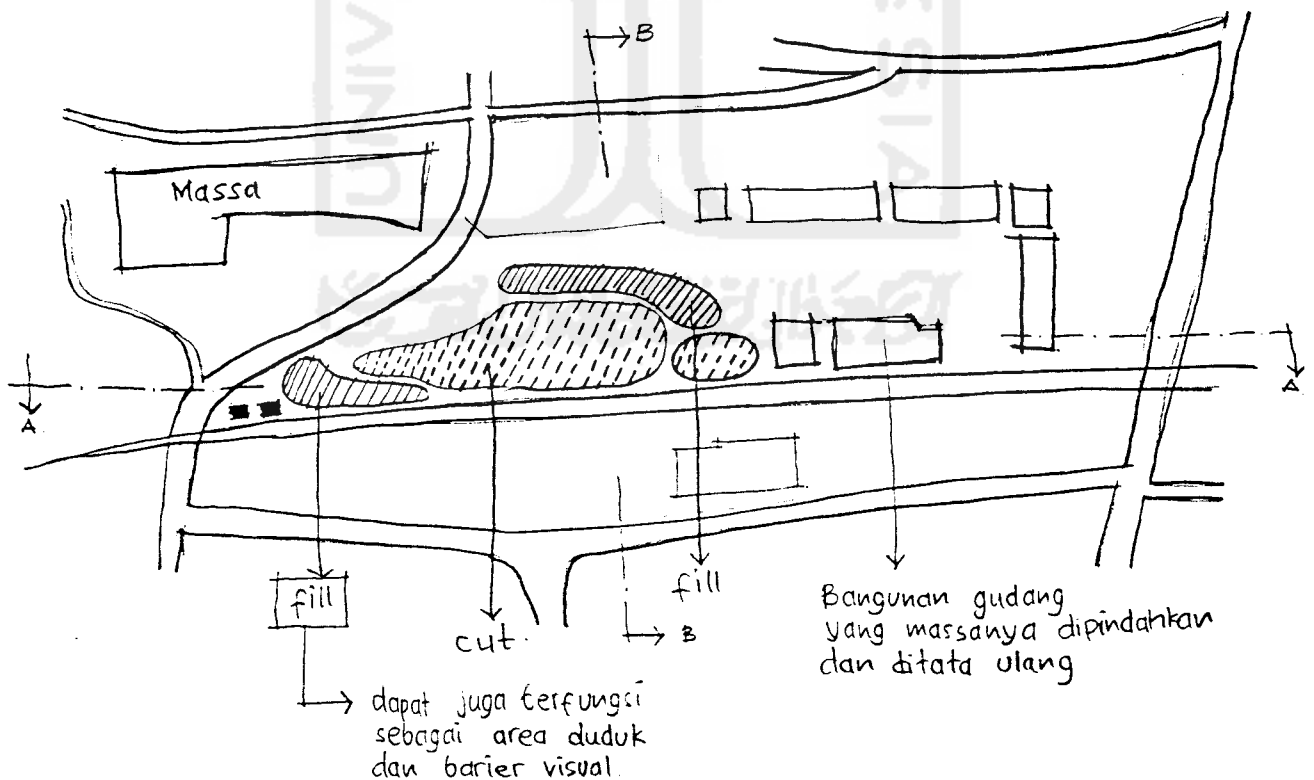 B
Massa
A
A
fill
cut.
B
fill
Bangunan gudang
yang massanya dipindahkan
dan ditata ulang
dapat juga terfungsi
sebagai area duduk
dan barier visual